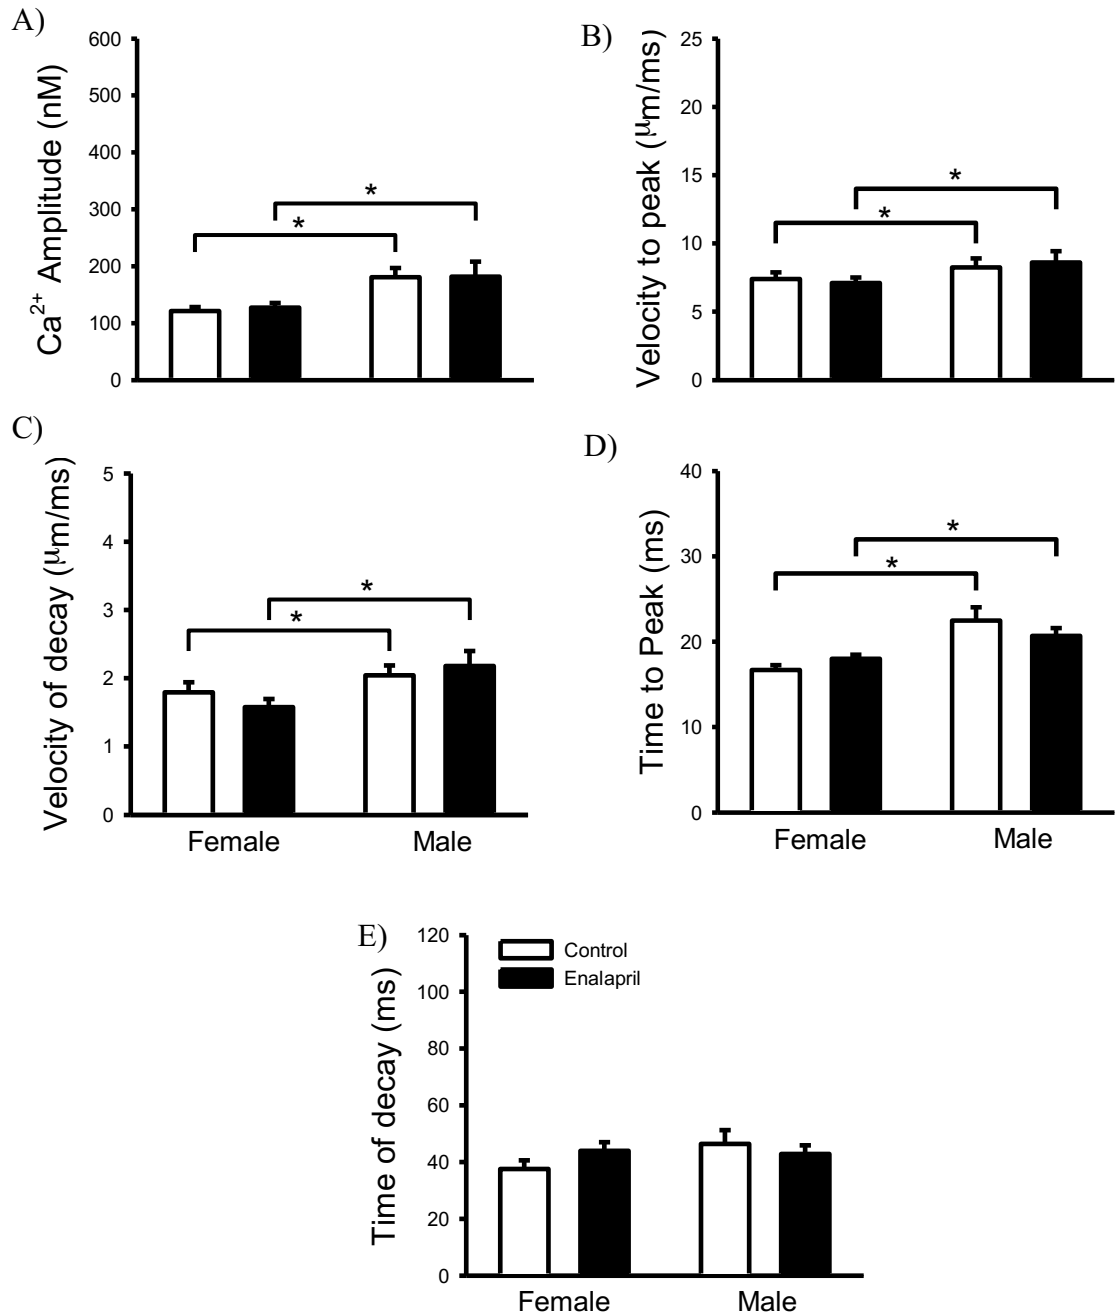 A)
Ca²⁺ Amplitude (nM)
600
500
400
300
200
100
0
*
*
B)
Velocity to peak (μm/ms)
25
20
15
10
5
0
*
*
C)
Velocity of decay (μm/ms)
5
4
3
2
1
0
*
*
Female Male
D)
Time to Peak (ms)
40
30
20
10
0
*
*
Female Male
E)
Time of decay (ms)
120
100
80
60
40
20
0
Control
Enalapril
Female Male